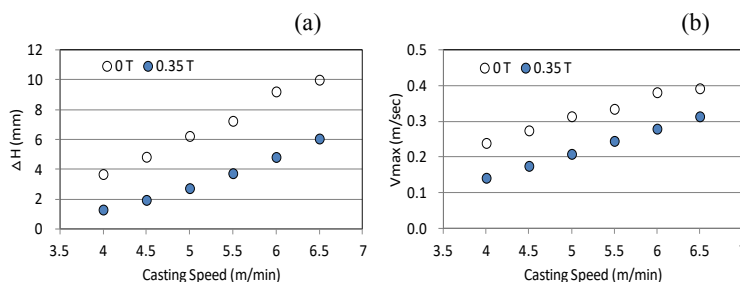 (a)
0 T 0.35 T
12
10
8
6
4
2
0
3.5 4 4.5 5 5.5 6 6.5 7
Δ H (mm)
Casting Speed (m/min)
(b)
0 T 0.35 T
0.5
0.4
0.3
0.2
0.1
0.0
3.5 4 4.5 5 5.5 6 6.5 7
Vmax (m/sec)
Casting Speed (m/min)